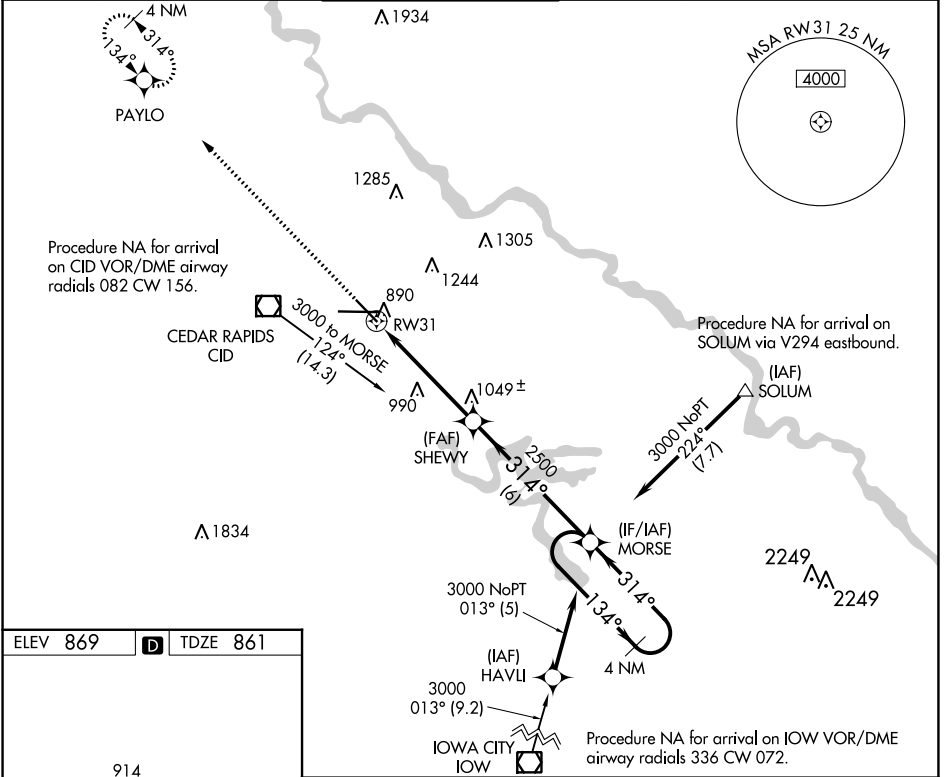 4 NM
314°
134°
PAYLO
1934
MSA RW31 25 NM
4000
1285
1305
1244
Procedure NA for arrival
on CID VOR/DME airway
radials 082 CW 156.
890
RW31
CEDAR RAPIDS
CID
3000 to MORSE
124°
(14.3)
Procedure NA for arrival on
SOLUM via V294 eastbound.
(IAF)
SOLUM
3000 NoPT
224°
(7.7)
990
1049 ±
(FAF)
SHEWY
2500
314°
(6)
1834
(IF/IAF)
MORSE
2249
2249
314°
134°
4 NM
3000 NoPT
013° (5)
(IAF)
HAVLI
3000
013° (9.2)
IOWA CITY
IOW
Procedure NA for arrival on IOW VOR/DME
airway radials 336 CW 072.
ELEV 869 D TDZE 861
914